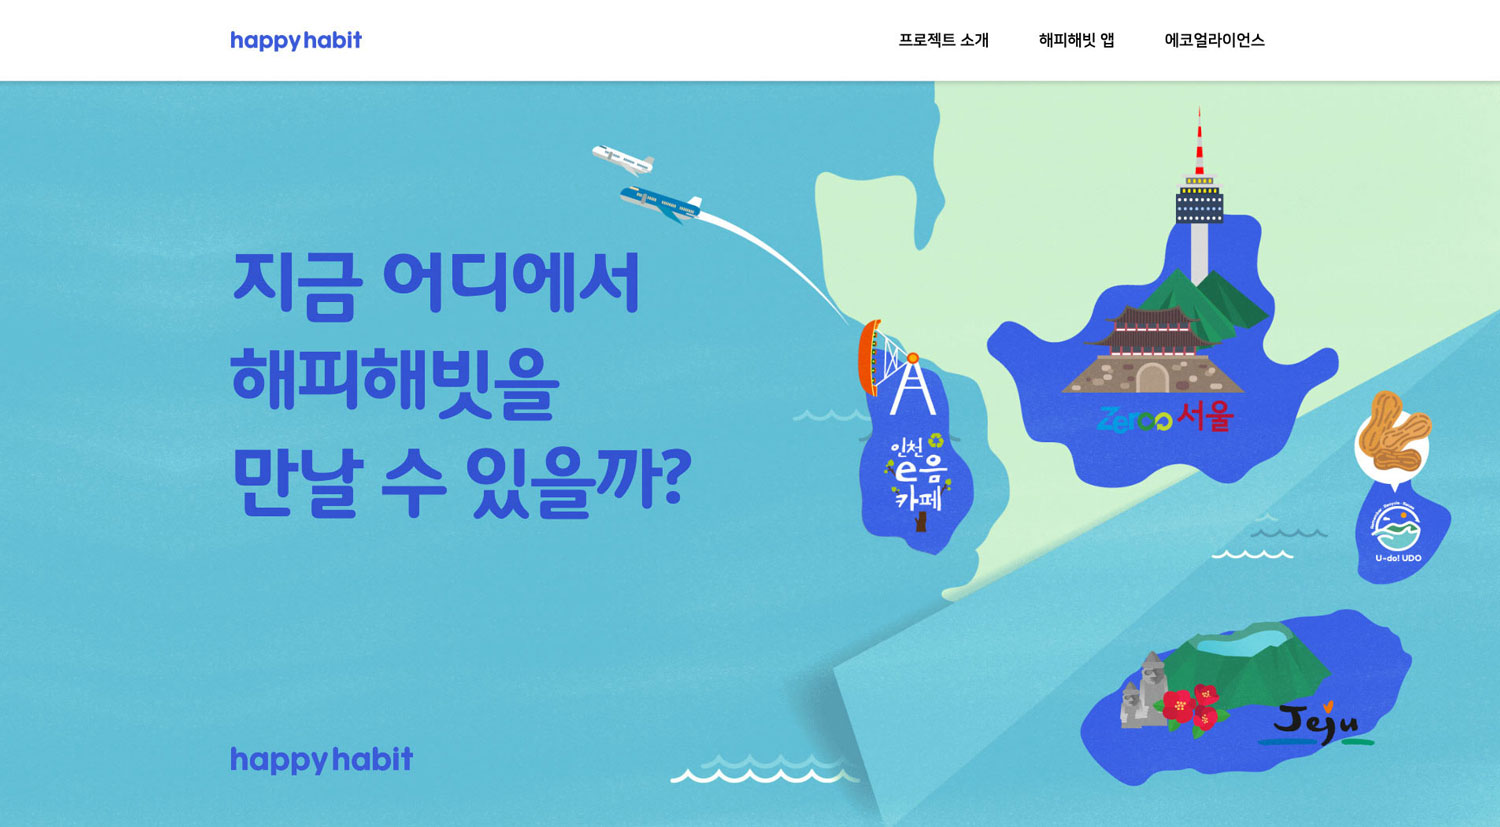 happy habit
프로젝트 소개
해피해빗 앱
에코얼라이언스
지금 어디에서
해피해빗을
만날 수 있을까?
Zeroo 서울
인천
e음
카페
U-do! UDO
Jeju
happy habit